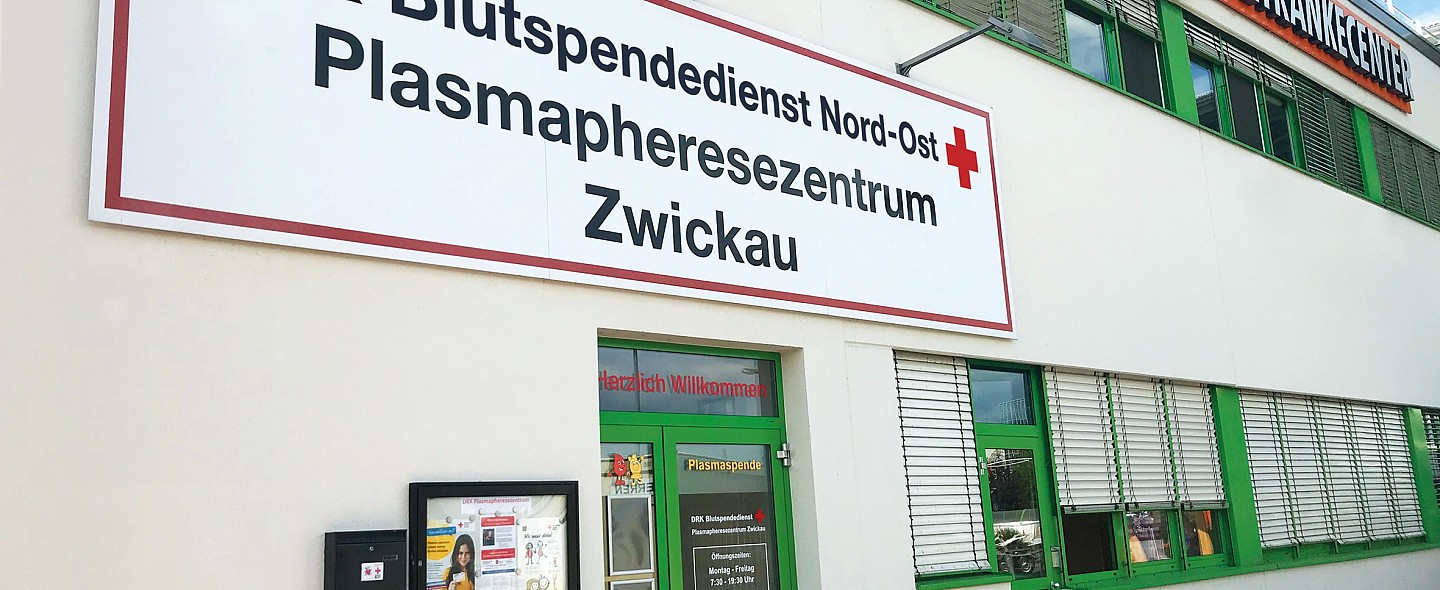 Blutspendedienst Nord-Ost
Plasmapheresezentrum
Zwickau
Herzlich Willkommen
Plasmaspende
DRK Blutspendedienst
Plasmapheresezentrum Zwickau
Öffnungszeiten:
Montag - Freitag
7:30 - 19:30 Uhr
DRK Plasmapheresezentrum